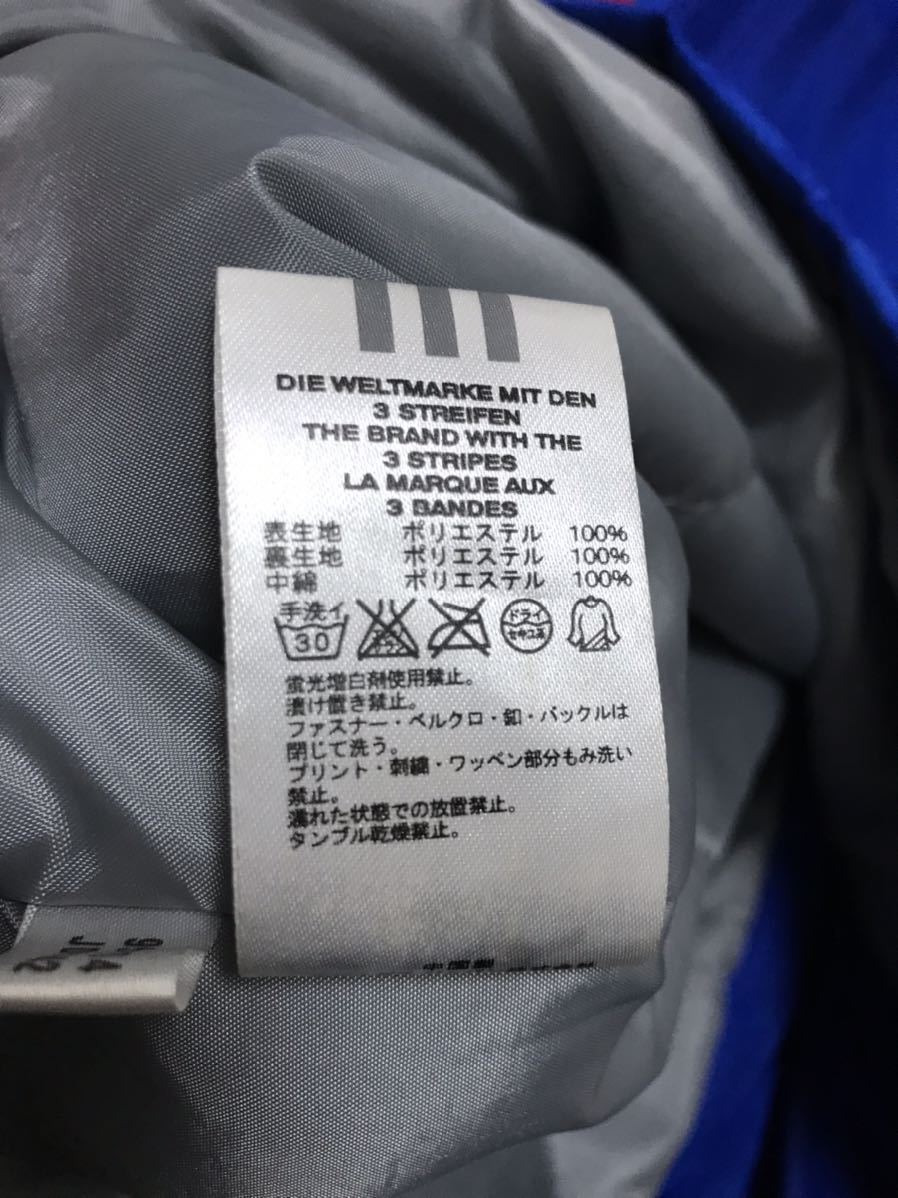 DIE WELTMARKE MIT DEN
3 STREIFEN
THE BRAND WITH THE
3 STRIPES
LA MARQUE AUX
3 BANDES
表生地 ポリエステル 100%
裏生地 ポリエステル 100%
中綿 ポリエステル 100%
手洗イ
30
ドライ
セキユ系
蛍光増白剤使用禁止。
漬け置き禁止。
ファスナー・ベルクロ・釦・バックルは
閉じて洗う。
プリント・刺繍・ワッペン部分もみ洗い
禁止。
濡れた状態での放置禁止。
タンブル乾燥禁止。
中国製